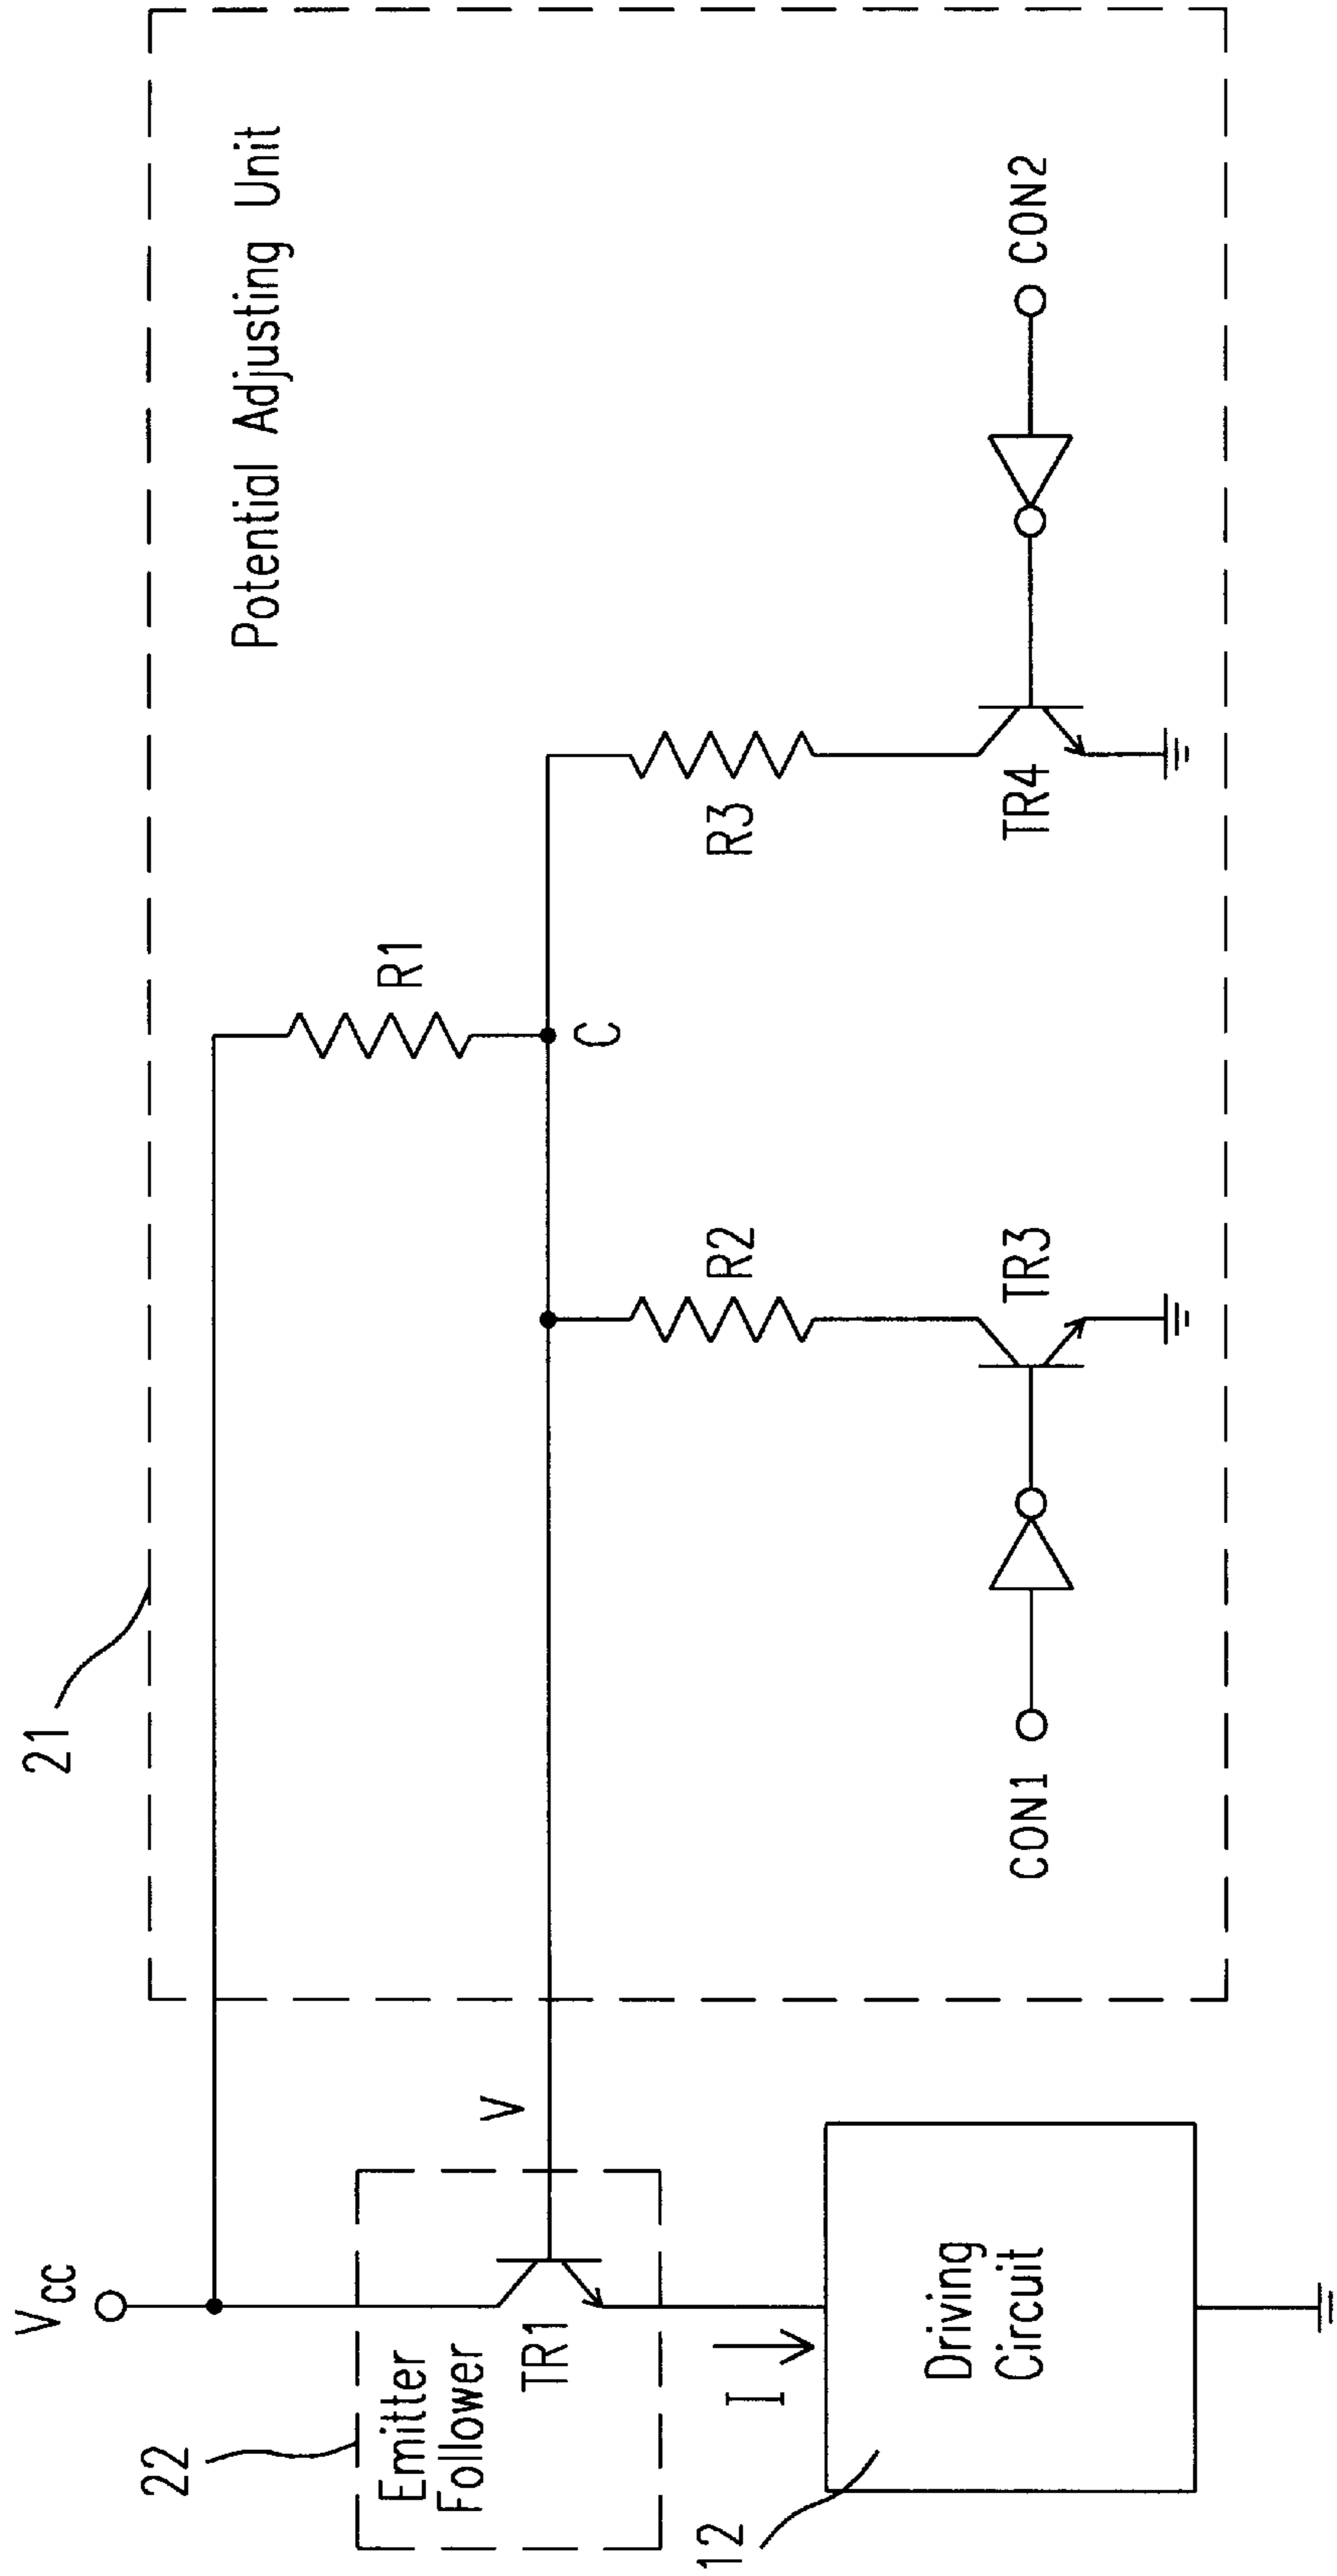 VCC
22
Emitter
Follower
TR1
V
I
12
Driving
Circuit
21
Potential Adjusting Unit
R1
C
R2
R3
TR3
TR4
CON1
CON2